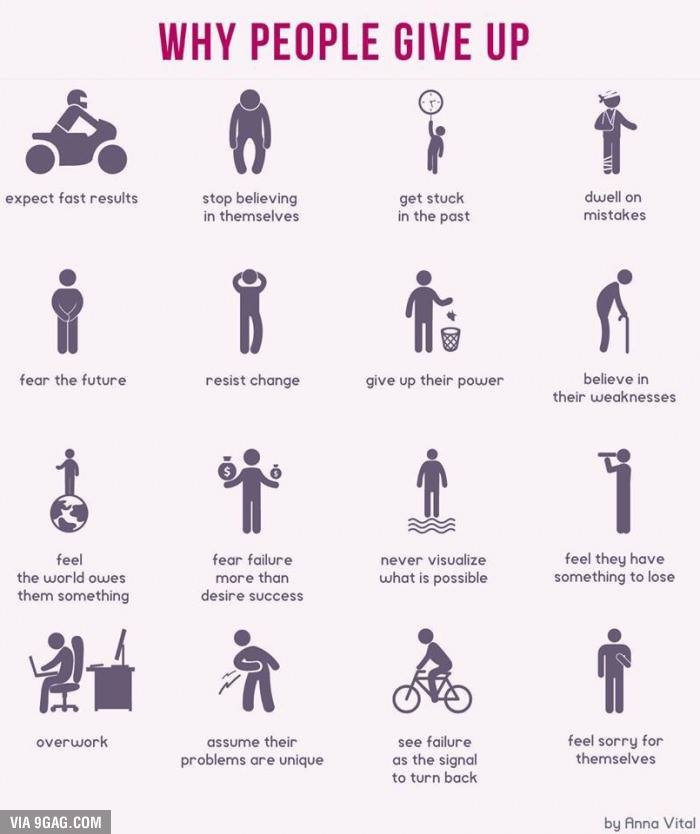 WHY PEOPLE GIVE UP
expect fast results
stop believing
in themselves
get stuck
in the past
dwell on
mistakes
fear the future
resist change
give up their power
believe in
their weaknesses
feel
the world owes
them something
fear failure
more than
desire success
never visualize
what is possible
feel they have
something to lose
overwork
assume their
problems are unique
see failure
as the signal
to turn back
feel sorry for
themselves
VIA 9GAG.COM
by Anna Vital